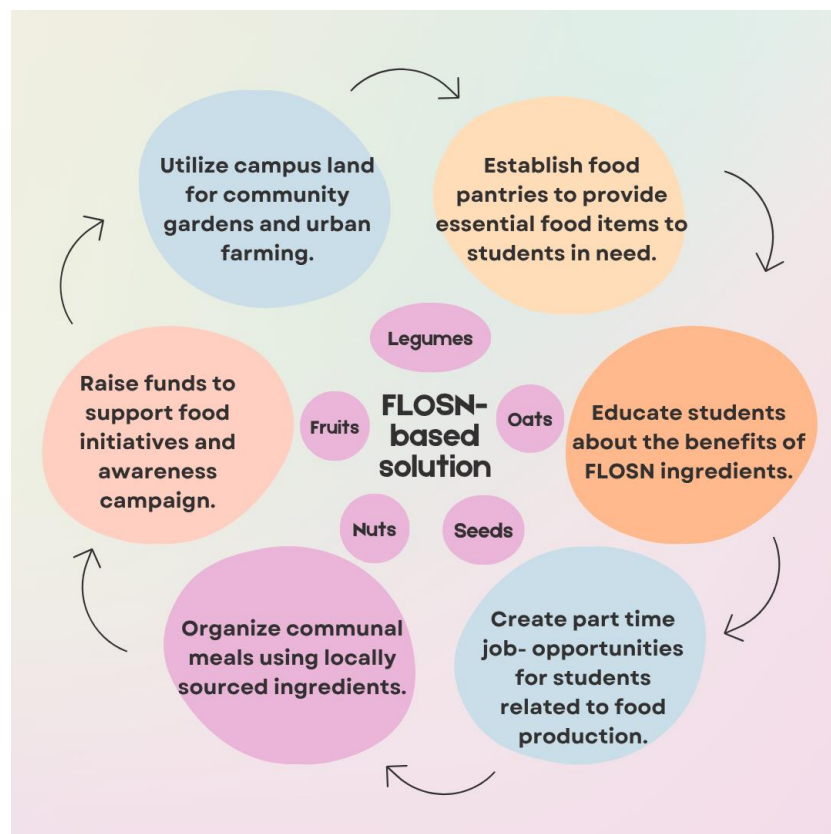 Utilize campus land
for community
gardens and urban
farming.
Establish food
pantries to provide
essential food items to
students in need.
Educate students
about the benefits of
FLOSN ingredients.
Create part time
job- opportunities
for students
related to food
production.
Organize communal
meals using locally
sourced ingredients.
Raise funds to
support food
initiatives and
awareness
campaign.
Legumes
Fruits
FLOSN-
based
solution
Oats
Nuts
Seeds